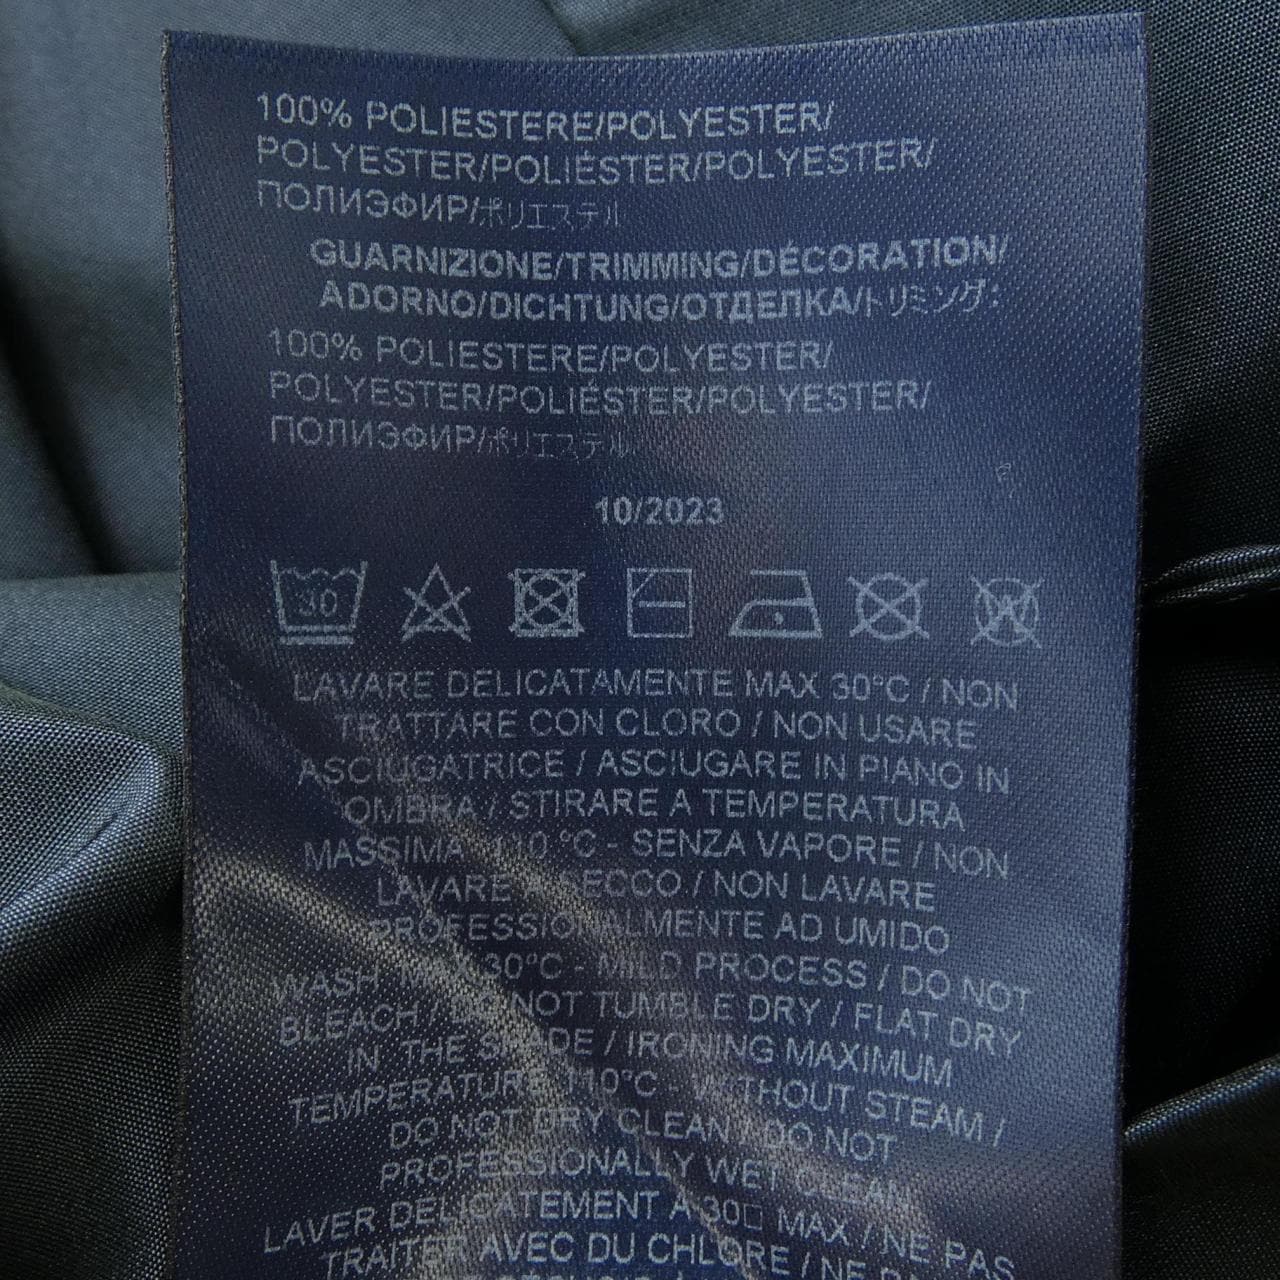 100% POLIESTERE/POLYESTER/
POLYESTER/POLIÉSTER/POLYESTER/
ПОЛИЭФИР/ポリエステル
GUARNIZIONE/TRIMMING/DÉCORATION/
ADORNO/DICHTUNG/ОТДЕЛКА/トリミング:
100% POLIESTERE/POLYESTER/
POLYESTER/POLIÉSTER/POLYESTER/
ПОЛИЭФИР/ポリエステル
10/2023
30
W
LAVARE DELICATAMENTE MAX 30°C / NON
TRATTARE CON CLORO / NON USARE
ASCIUGATRICE / ASCIUGARE IN PIANO IN
OMBRA / STIRARE A TEMPERATURA
MASSIMA 110 °C - SENZA VAPORE / NON
LAVARE A SECCO / NON LAVARE
PROFESSIONALMENTE AD UMIDO
WASH MAX 30°C - MILD PROCESS / DO NOT
BLEACH / DO NOT TUMBLE DRY / FLAT DRY
IN THE SHADE / IRONING MAXIMUM
TEMPERATURE 110°C - WITHOUT STEAM /
DO NOT DRY CLEAN / DO NOT
PROFESSIONALLY WET CLEAN
LAVER DELICATEMENT A 30□ MAX / NE PAS
TRAITER AVEC DU CHLORE / NE